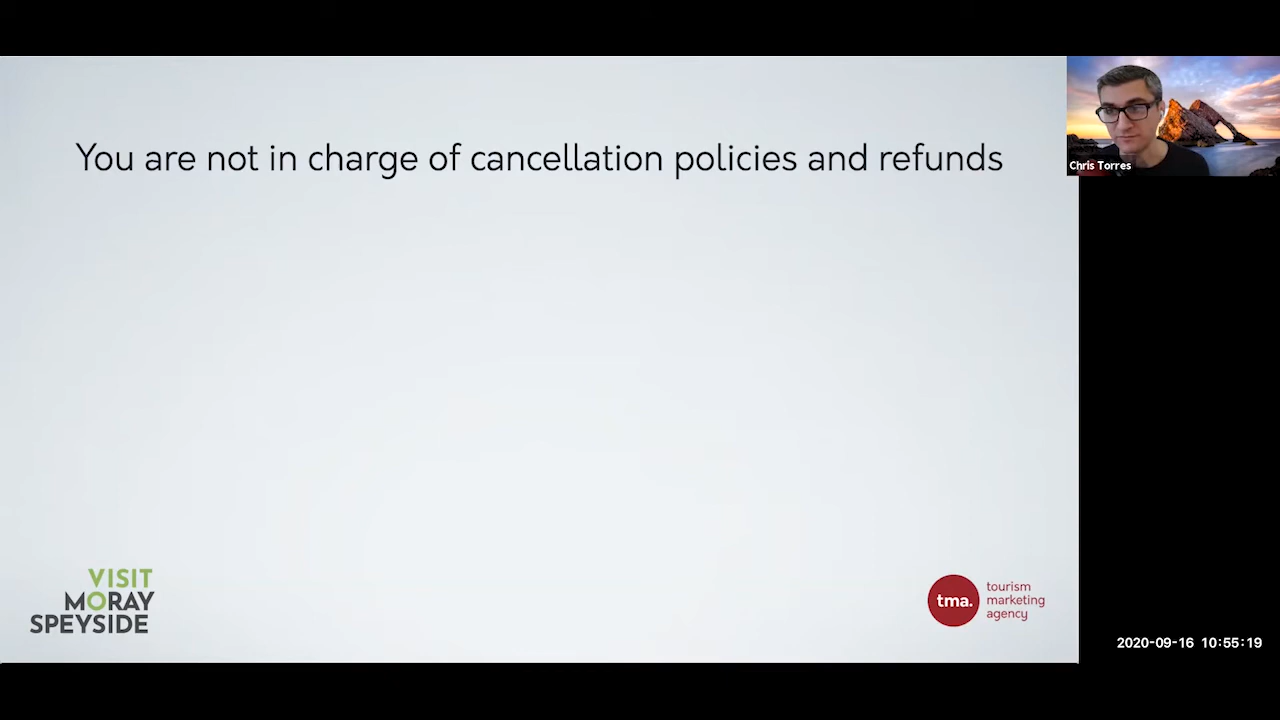 You are not in charge of cancellation policies and refunds
Chris Torres
VISIT
MORAY
SPEYSIDE
tma.
tourism
marketing
agency
2020-09-16 10:55:19